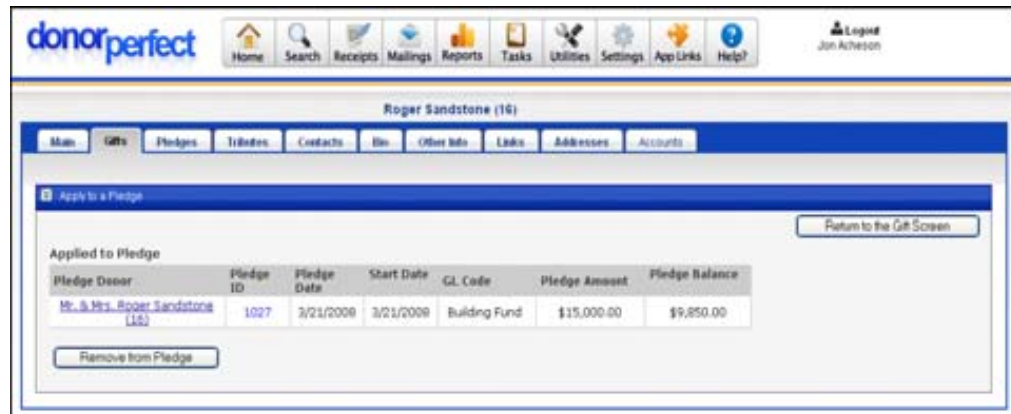 donorperfect
Home Search Receipts Mailings Reports Tasks Utilities Settings App Links Help?
Logout
Jon Acheson
Roger Sandstone (16)
Main Gifts Pledges Tributes Contacts Bio Other Info Links Addresses Accounts
Apply to a Pledge
Return to the Gift Screen
Applied to Pledge
Pledge Donor Pledge ID Pledge Date Start Date GL Code Pledge Amount Pledge Balance
Mr. & Mrs. Roger Sandstone (16) 1027 3/21/2008 3/21/2008 Building Fund $15,000.00 $9,850.00
Remove from Pledge